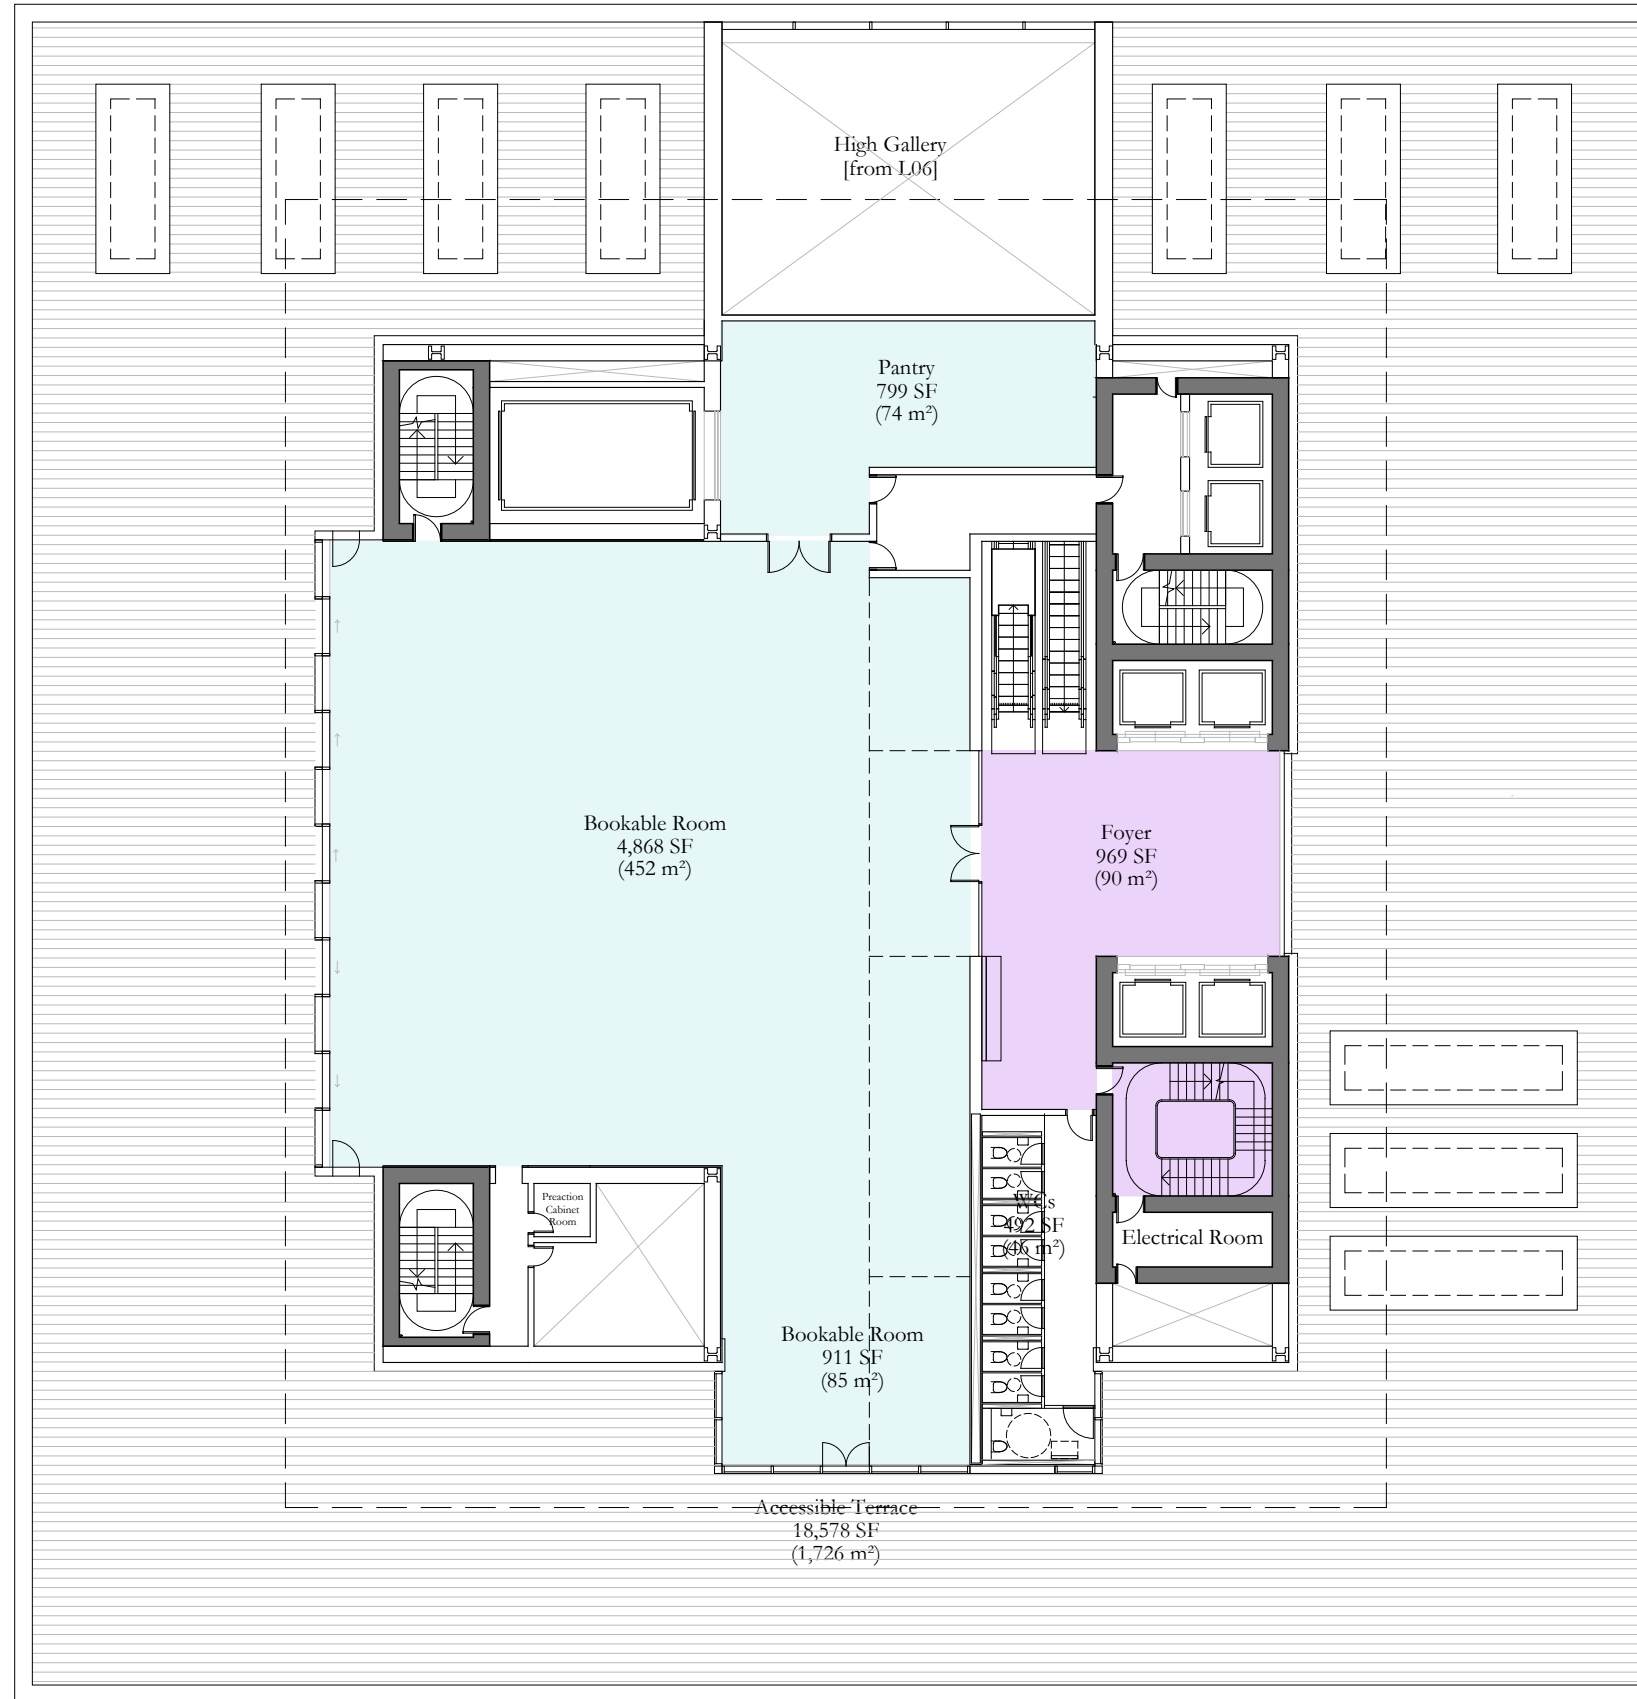 High Gallery
[from L06]
Pantry
799 SF
(74 m²)
Bookable Room
4,868 SF
(452 m²)
Foyer
969 SF
(90 m²)
Preaction
Cabinet
Room
WCs
492 SF
(46 m²)
Electrical Room
Bookable Room
911 SF
(85 m²)
Accessible Terrace
18,578 SF
(1,726 m²)